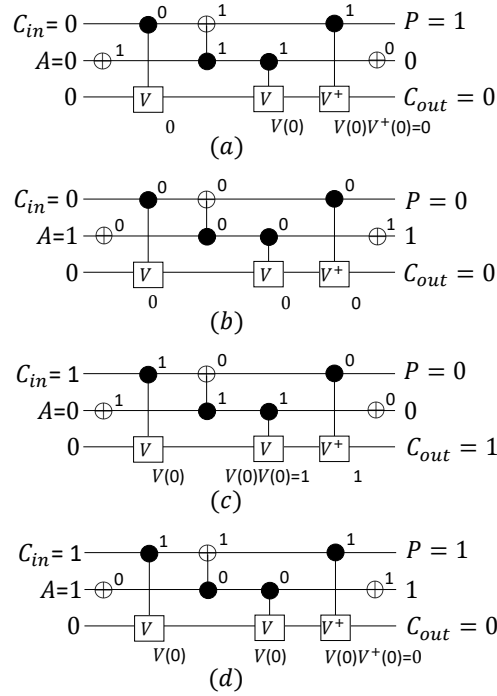 C_in = 0 0 1 1 P = 1
A=0 1 1 1 0 0
0 V V V⁺ C_out = 0
0 V(0) V(0)V⁺(0)=0
(a)
C_in = 0 0 0 0 P = 0
A=1 0 0 0 1 1
0 V V V⁺ C_out = 0
0 0 0
(b)
C_in = 1 1 0 0 P = 0
A=0 1 1 1 0 0
0 V V V⁺ C_out = 1
V(0) V(0)V(0)=1 1
(c)
C_in = 1 1 1 1 P = 1
A=1 0 0 0 1 1
0 V V V⁺ C_out = 0
V(0) V(0) V(0)V⁺(0)=0
(d)